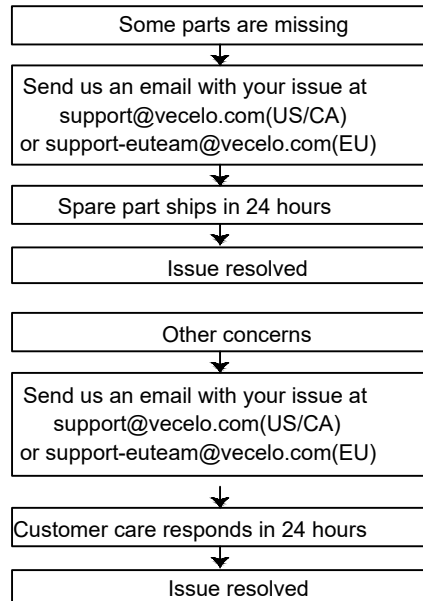 Some parts are missing
Send us an email with your issue at
support@vecelo.com(US/CA)
or support-euteam@vecelo.com(EU)
Spare part ships in 24 hours
Issue resolved
Other concerns
Send us an email with your issue at
support@vecelo.com(US/CA)
or support-euteam@vecelo.com(EU)
Customer care responds in 24 hours
Issue resolved